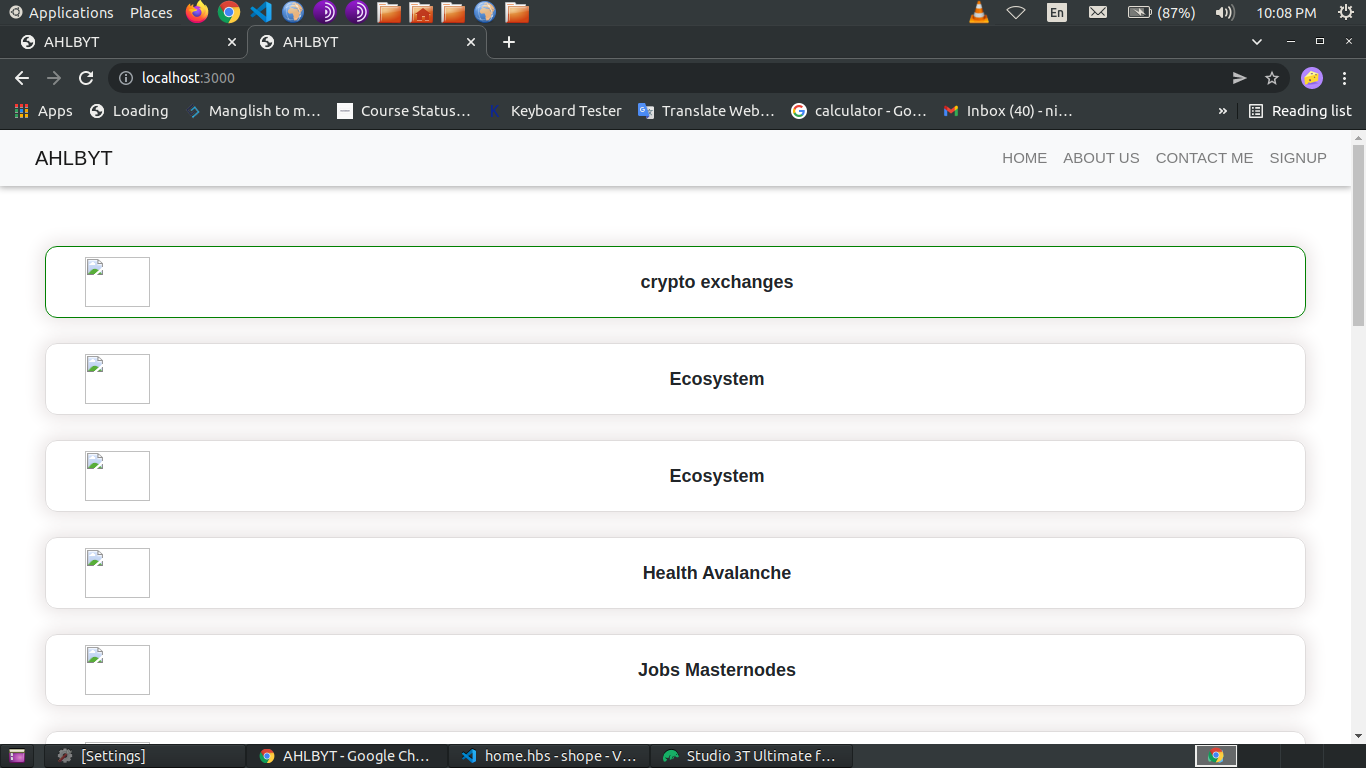 Applications Places En (87%) 10:08 PM
AHLBYT AHLBYT
localhost:3000
Apps Loading Manglish to m… Course Status… K Keyboard Tester Translate Web… calculator - Go… Inbox (40) - ni… » Reading list
AHLBYT HOME ABOUT US CONTACT ME SIGNUP
crypto exchanges
Ecosystem
Ecosystem
Health Avalanche
Jobs Masternodes
[Settings] AHLBYT - Google Ch… home.hbs - shope - V… Studio 3T Ultimate f…